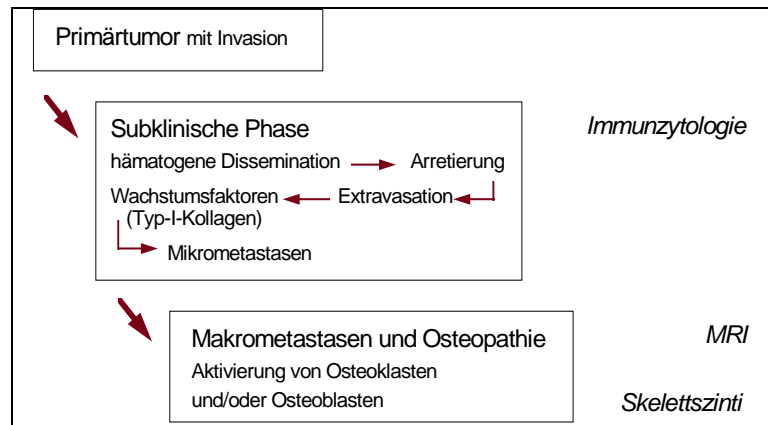 Primärtumor mit Invasion
Subklinische Phase
Immunzytologie
hämatogene Dissemination
Arretierung
Wachstumsfaktoren
Extravasation
(Typ-I-Kollagen)
Mikrometastasen
Makrometastasen und Osteopathie
MRI
Aktivierung von Osteoklasten
und/oder Osteoblasten
Skelettszinti